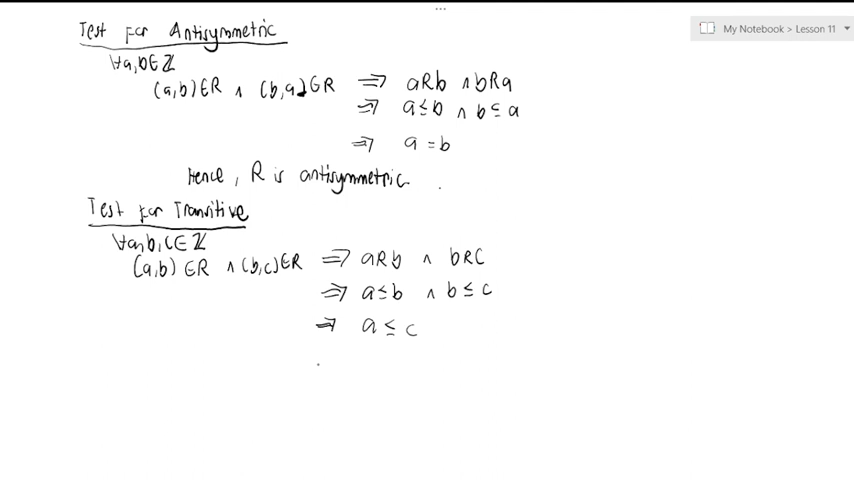 My Notebook > Lesson 11
Test For Antisymmetric
∀a,b∈ℤ
(a,b)∈R ∧ (b,a)∈R ⇒ aRb ∧ bRa
⇒ a≤b ∧ b≤a
⇒ a=b
Hence, R is antisymmetric.
Test for Transitive
∀a,b,c∈ℤ
(a,b)∈R ∧ (b,c)∈R ⇒ aRb ∧ bRC
⇒ a≤b ∧ b≤c
⇒ a≤c